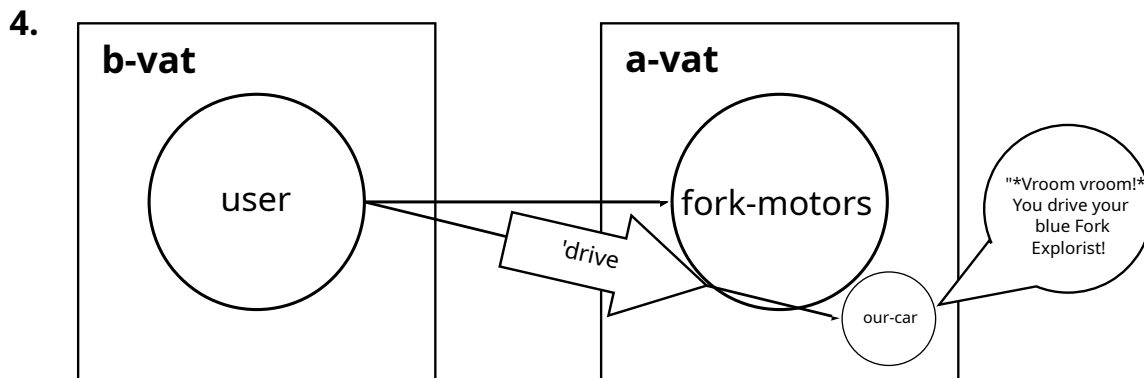 4.
b-vat
a-vat
user
fork-motors
'drive
our-car
"*Vroom vroom!*
You drive your
blue Fork
Explorist!